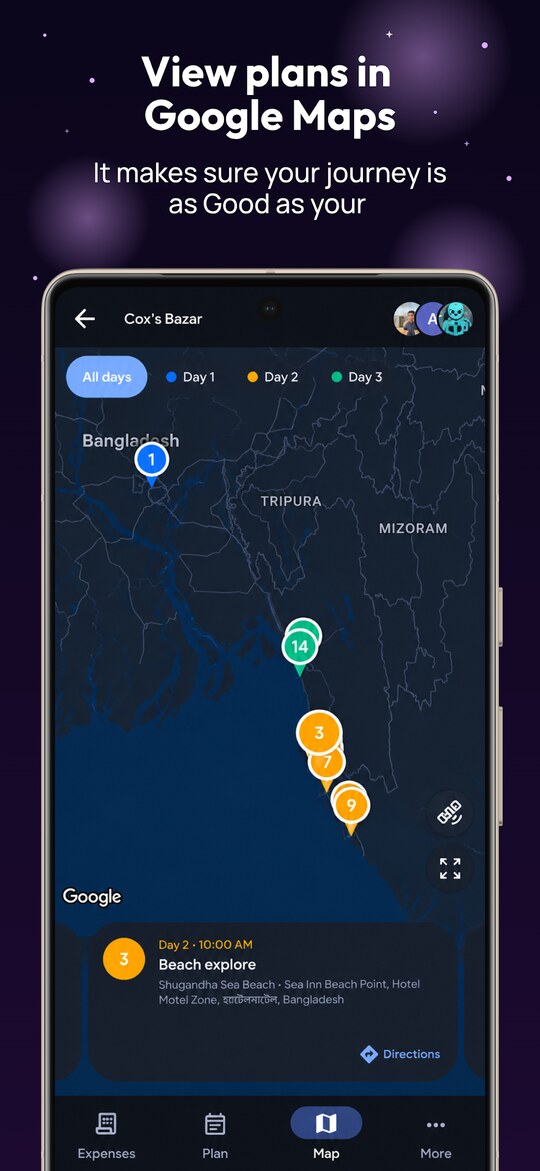 View plans in
Google Maps
It makes sure your journey is
as Good as your
Cox's Bazar
A
All days
Day 1
Day 2
Day 3
Bangladesh
1
TRIPURA
MIZORAM
14
3
7
9
Google
3
Day 2 • 10:00 AM
Beach explore
Shugandha Sea Beach • Sea Inn Beach Point, Hotel
Motel Zone, Bangladesh
Directions
Expenses
Plan
Map
More